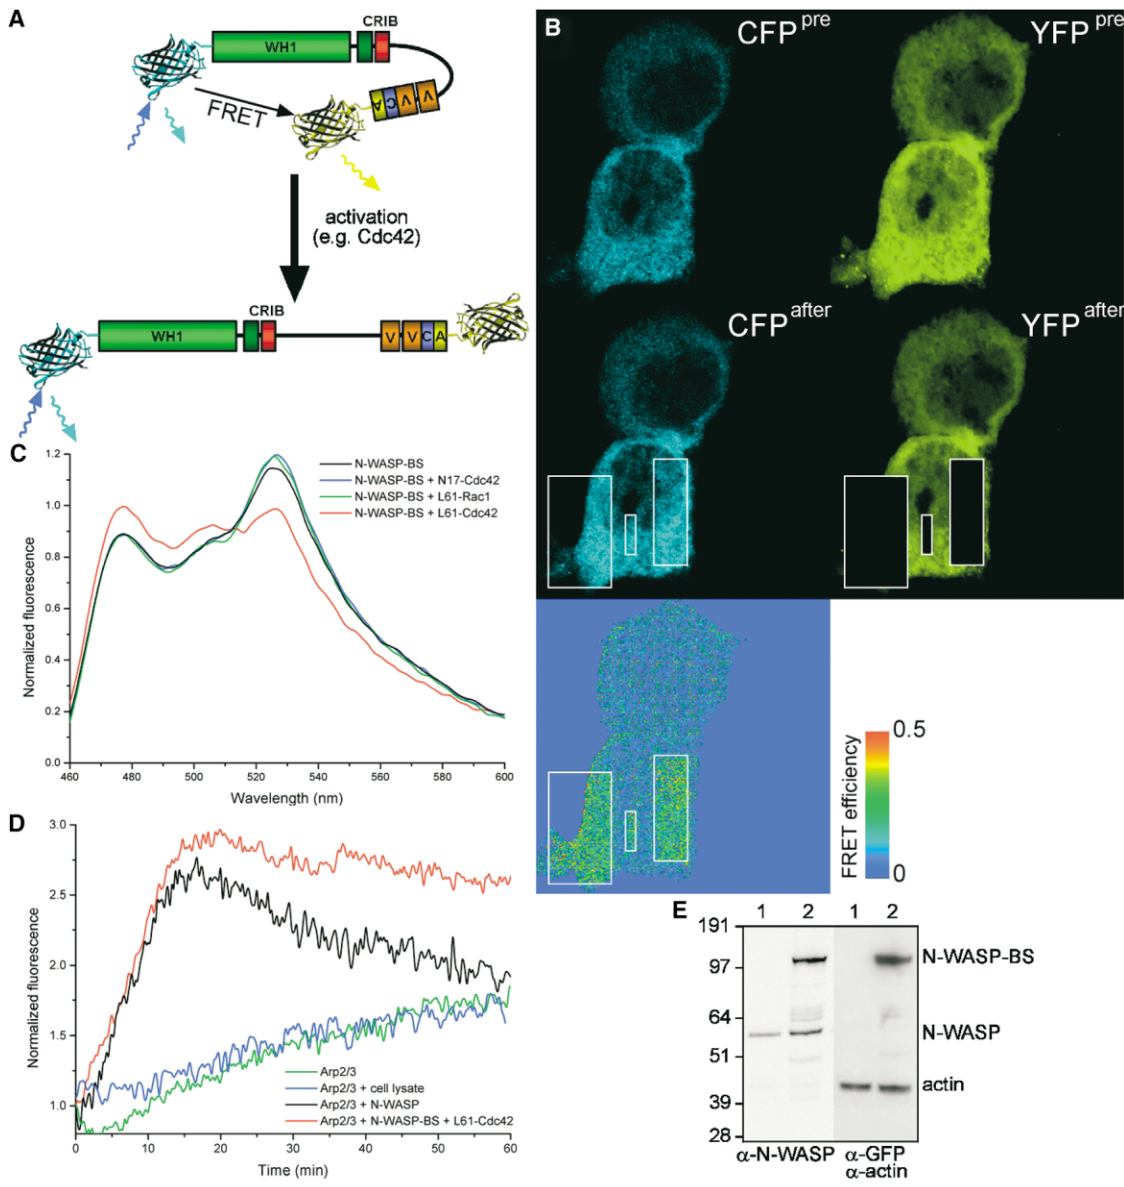 A
CRIB
WH1
FRET
V
V
C
A
activation
(e.g. Cdc42)
CRIB
WH1
V
V
C
A
B
CFP pre
YFP pre
CFP after
YFP after
0.5
FRET efficiency
0
C
Normalized fluorescence
1.2
1.0
0.8
0.6
0.4
0.2
0.0
N-WASP-BS
N-WASP-BS + N17-Cdc42
N-WASP-BS + L61-Rac1
N-WASP-BS + L61-Cdc42
460 480 500 520 540 560 580 600
Wavelength (nm)
D
Normalized fluorescence
3.0
2.5
2.0
1.5
1.0
Arp2/3
Arp2/3 + cell lysate
Arp2/3 + N-WASP
Arp2/3 + N-WASP-BS + L61-Cdc42
0 10 20 30 40 50 60
Time (min)
E
1 2 1 2
191
97
64
51
39
28
N-WASP-BS
N-WASP
actin
α-N-WASP
α-GFP
α-actin